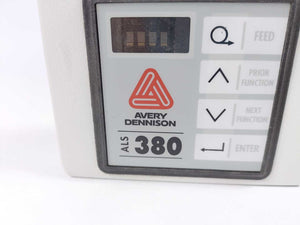 FEED
PRIOR
FUNCTION
AVERY
DENNISON
NEXT
FUNCTION
ALS 380
ENTER